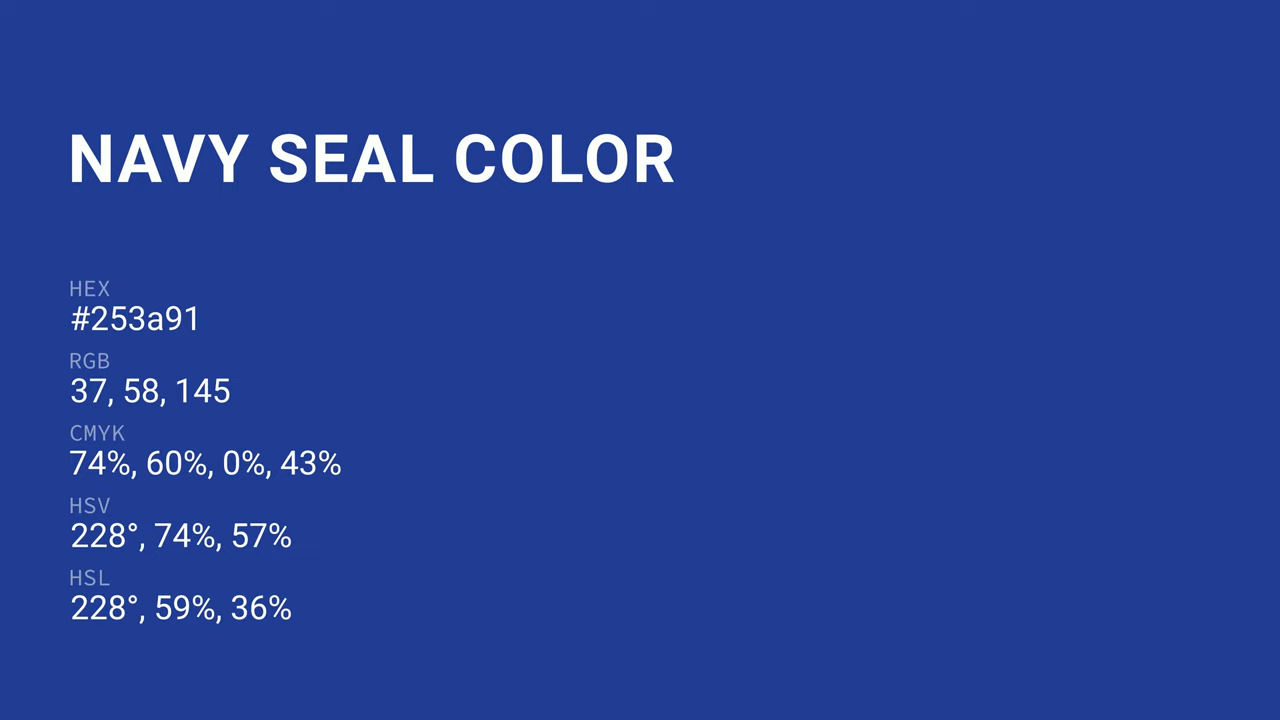 NAVY SEAL COLOR
HEX
#253a91
RGB
37, 58, 145
CMYK
74%, 60%, 0%, 43%
HSV
228°, 74%, 57%
HSL
228°, 59%, 36%